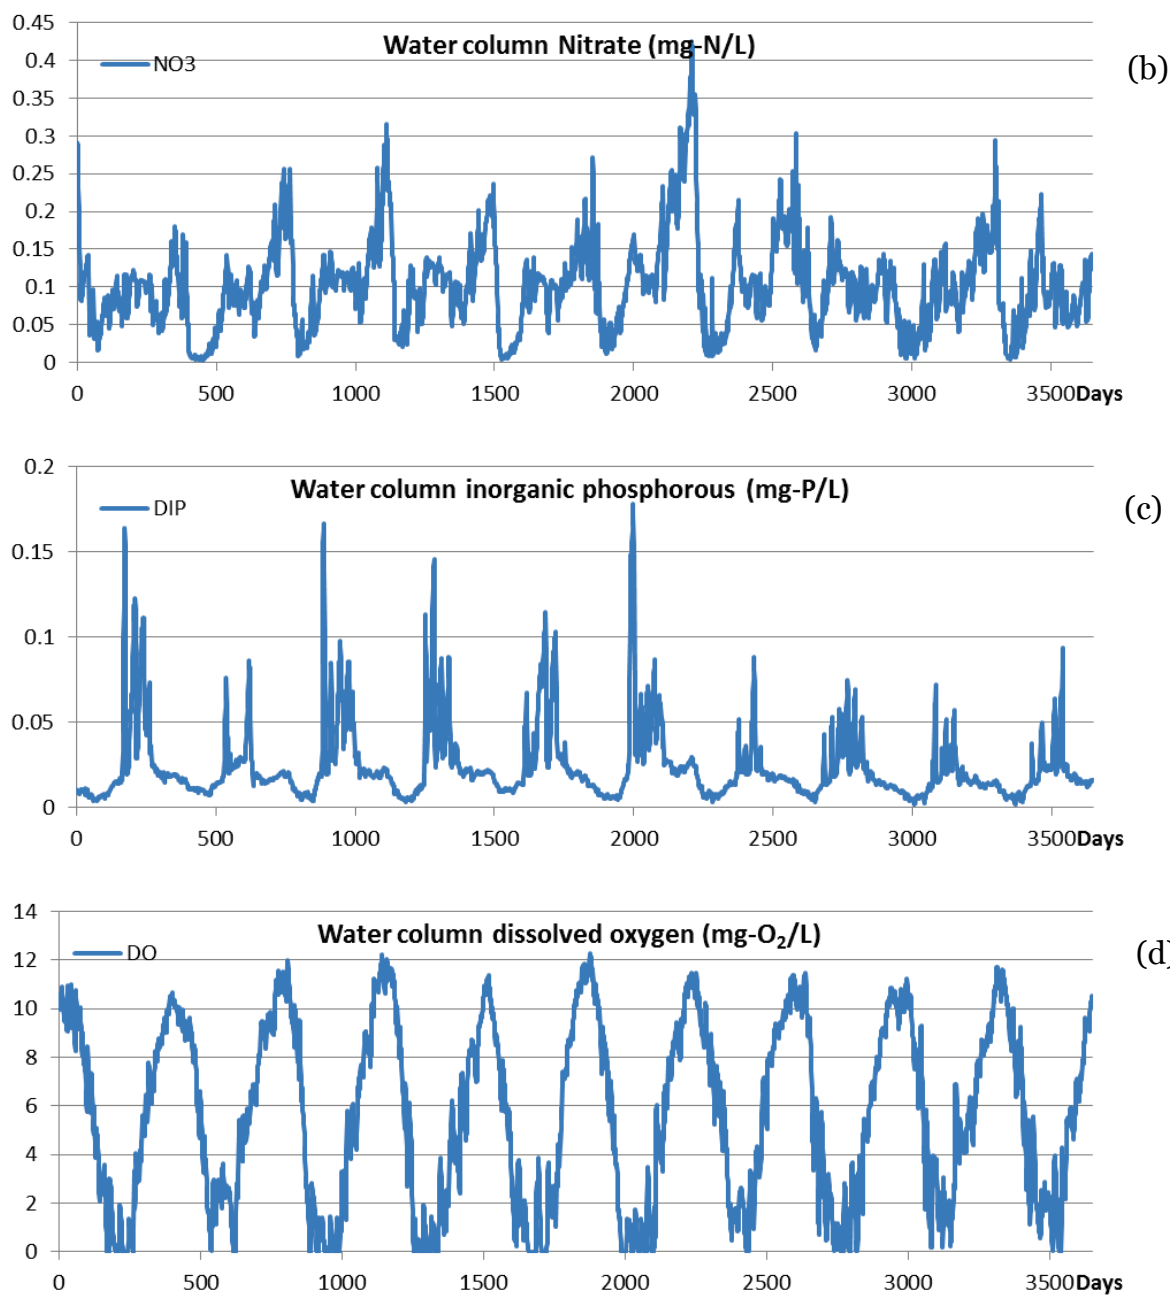 0.45
Water column Nitrate (mg-N/L)
NO3
(b)
0.4
0.35
0.3
0.25
0.2
0.15
0.1
0.05
0
0 500 1000 1500 2000 2500 3000 3500Days
0.2
Water column inorganic phosphorous (mg-P/L)
DIP
(c)
0.15
0.1
0.05
0
0 500 1000 1500 2000 2500 3000 3500Days
14
Water column dissolved oxygen (mg-O₂/L)
DO
(d)
12
10
8
6
4
2
0
0 500 1000 1500 2000 2500 3000 3500Days